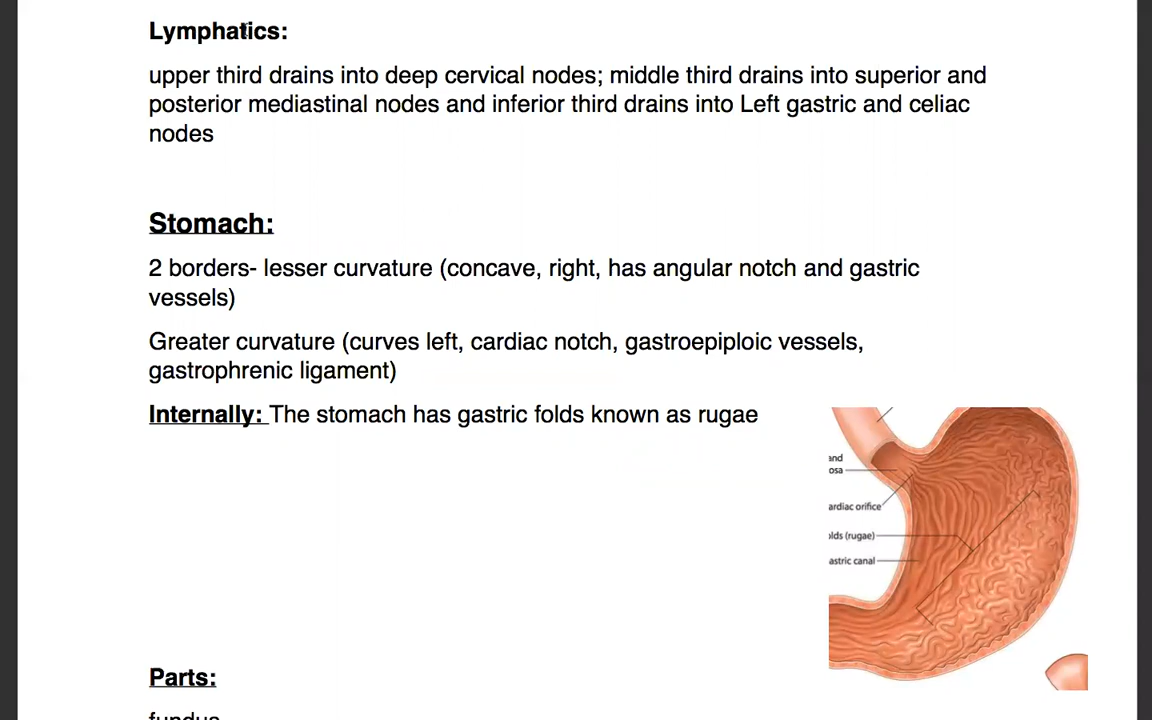 Lymphatics:
upper third drains into deep cervical nodes; middle third drains into superior and
posterior mediastinal nodes and inferior third drains into Left gastric and celiac
nodes
Stomach:
2 borders- lesser curvature (concave, right, has angular notch and gastric
vessels)
Greater curvature (curves left, cardiac notch, gastroepiploic vessels,
gastrophrenic ligament)
Internally: The stomach has gastric folds known as rugae
and
osa
ardiac orifice
olds (rugae)
astric canal
Parts:
fundus